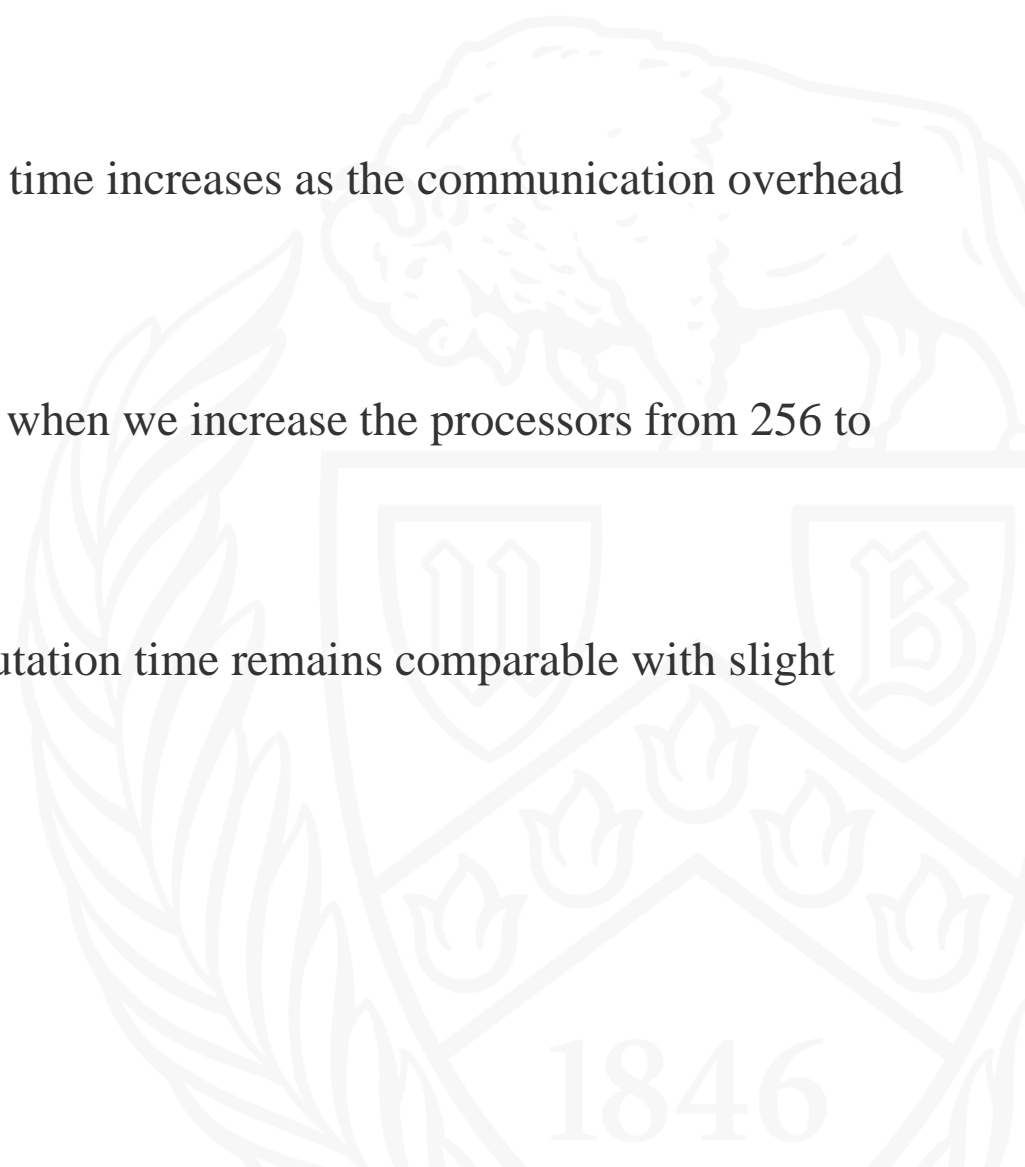 time increases as the communication overhead
when we increase the processors from 256 to
utation time remains comparable with slight
U B
1846